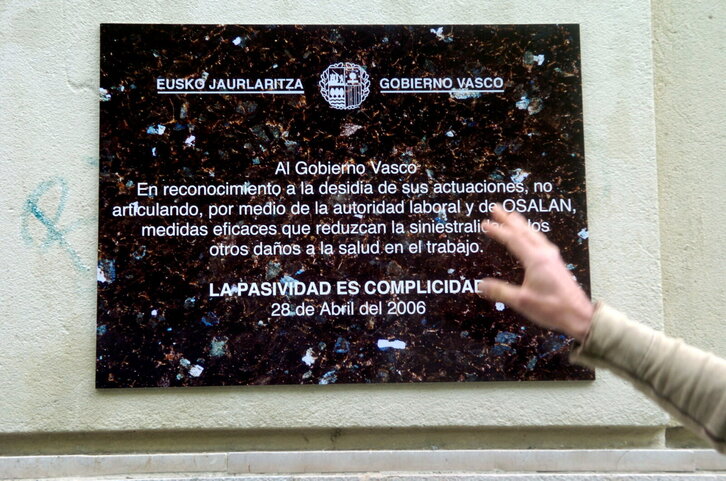 EUSKO JAURLARITZA GOBIERNO VASCO
Al Gobierno Vasco
En reconocimiento a la desidia de sus actuaciones, no
articulando, por medio de la autoridad laboral y de OSALAN,
medidas eficaces que reduzcan la siniestralidad los
otros daños a la salud en el trabajo.
LA PASIVIDAD ES COMPLICIDAD
28 de Abril del 2006